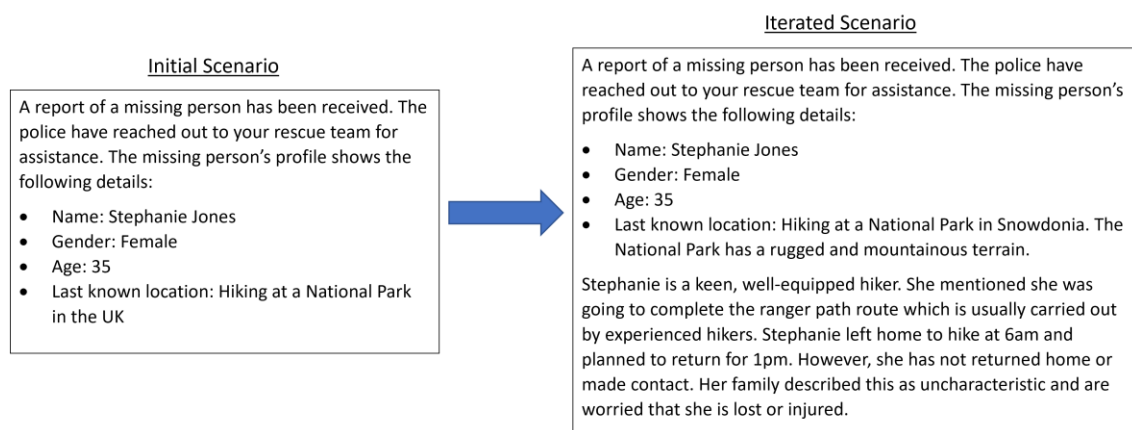 Initial Scenario
A report of a missing person has been received. The
police have reached out to your rescue team for
assistance. The missing person’s profile shows the
following details:
• Name: Stephanie Jones
• Gender: Female
• Age: 35
• Last known location: Hiking at a National Park
in the UK
Iterated Scenario
A report of a missing person has been received. The police have
reached out to your rescue team for assistance. The missing person’s
profile shows the following details:
• Name: Stephanie Jones
• Gender: Female
• Age: 35
• Last known location: Hiking at a National Park in Snowdonia. The
National Park has a rugged and mountainous terrain.
Stephanie is a keen, well-equipped hiker. She mentioned she was
going to complete the ranger path route which is usually carried out
by experienced hikers. Stephanie left home to hike at 6am and
planned to return for 1pm. However, she has not returned home or
made contact. Her family described this as uncharacteristic and are
worried that she is lost or injured.